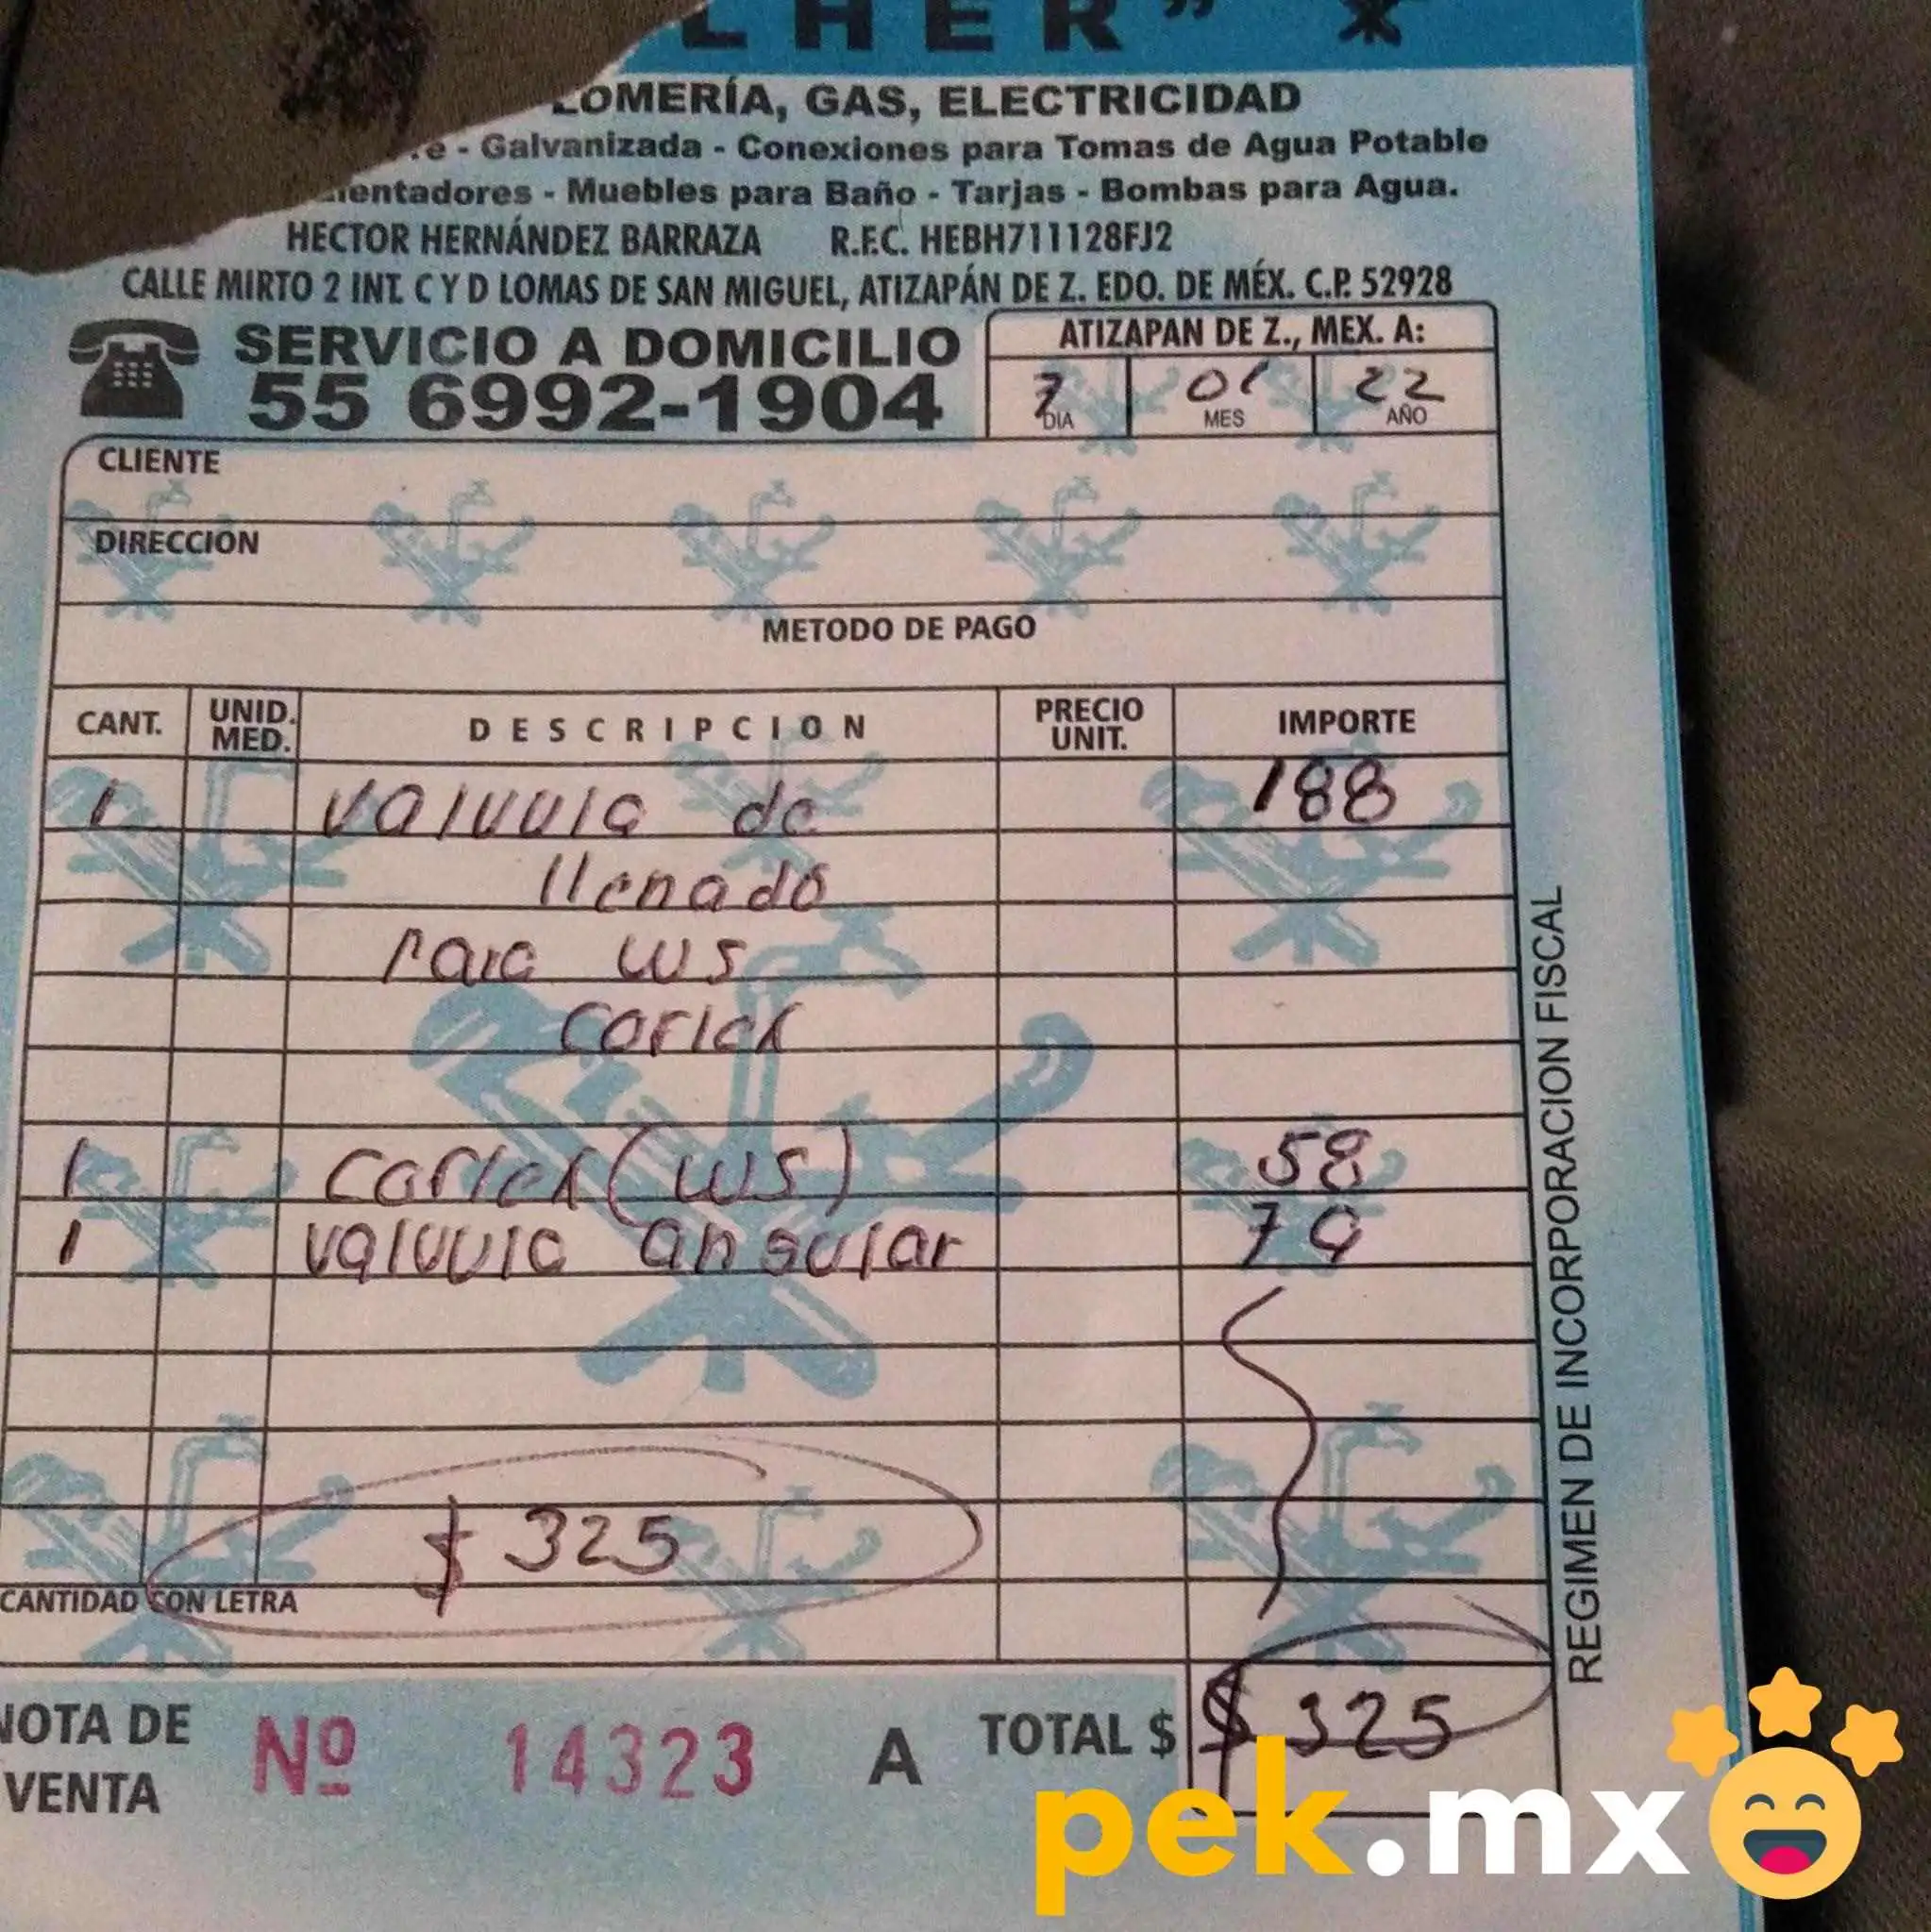 LHER”
LOMERÍA, GAS, ELECTRICIDAD
re - Galvanizada - Conexiones para Tomas de Agua Potable
entadores - Muebles para Baño - Tarjas - Bombas para Agua.
HECTOR HERNÁNDEZ BARRAZA R.F.C. HEBH711128FJ2
CALLE MIRTO 2 INT. C Y D LOMAS DE SAN MIGUEL, ATIZAPÁN DE Z. EDO. DE MÉX. C.P. 52928
SERVICIO A DOMICILIO
55 6992-1904
ATIZAPAN DE Z., MEX. A:
7 01 22
DIA MES AÑO
CLIENTE
DIRECCION
METODO DE PAGO
CANT. UNID. MED. DESCRIPCION PRECIO UNIT. IMPORTE
1 valvula de 188
llenado
para ws
1 (ws) 58
1 valvula angular 79
$ 325
CANTIDAD CON LETRA
NOTA DE VENTA Nº 14323 A TOTAL $ $ 325
REGIMEN DE INCORPORACION FISCAL
pek.mx